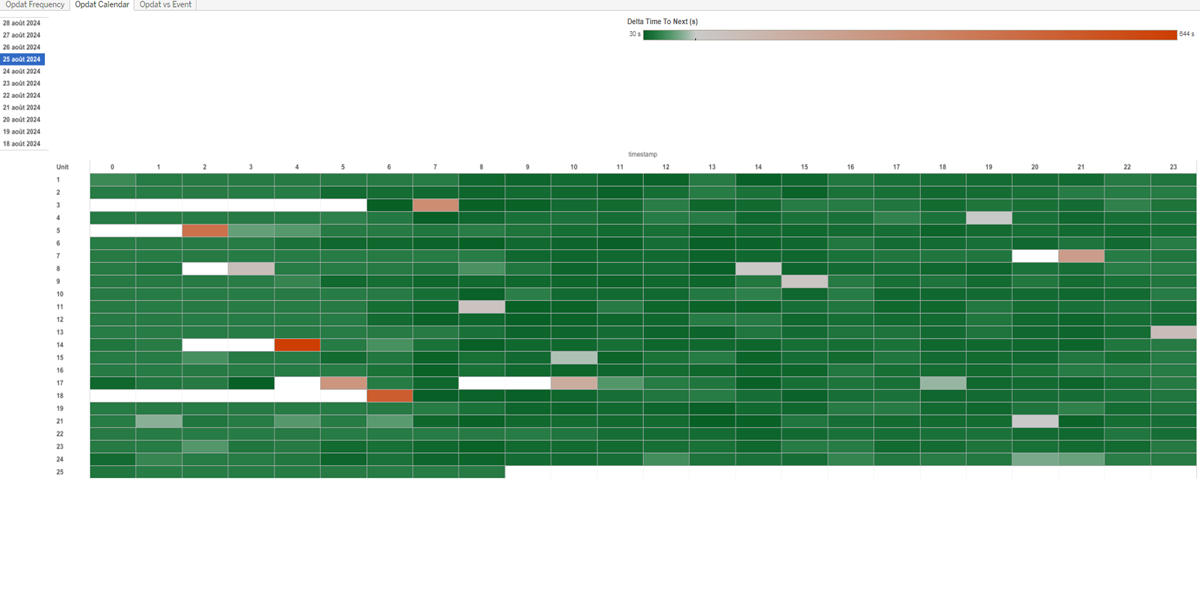 Opdat Frequency Opdat Calendar Opdat vs Event
28 août 2024
27 août 2024
26 août 2024
25 août 2024
24 août 2024
23 août 2024
22 août 2024
21 août 2024
20 août 2024
19 août 2024
18 août 2024
Delta Time To Next (s)
30 s 644 s
timestamp
Unit 0 1 2 3 4 5 6 7 8 9 10 11 12 13 14 15 16 17 18 19 20 21 22 23
1
2
3
4
5
6
7
8
9
10
11
12
13
14
15
16
17
18
19
21
22
23
24
25